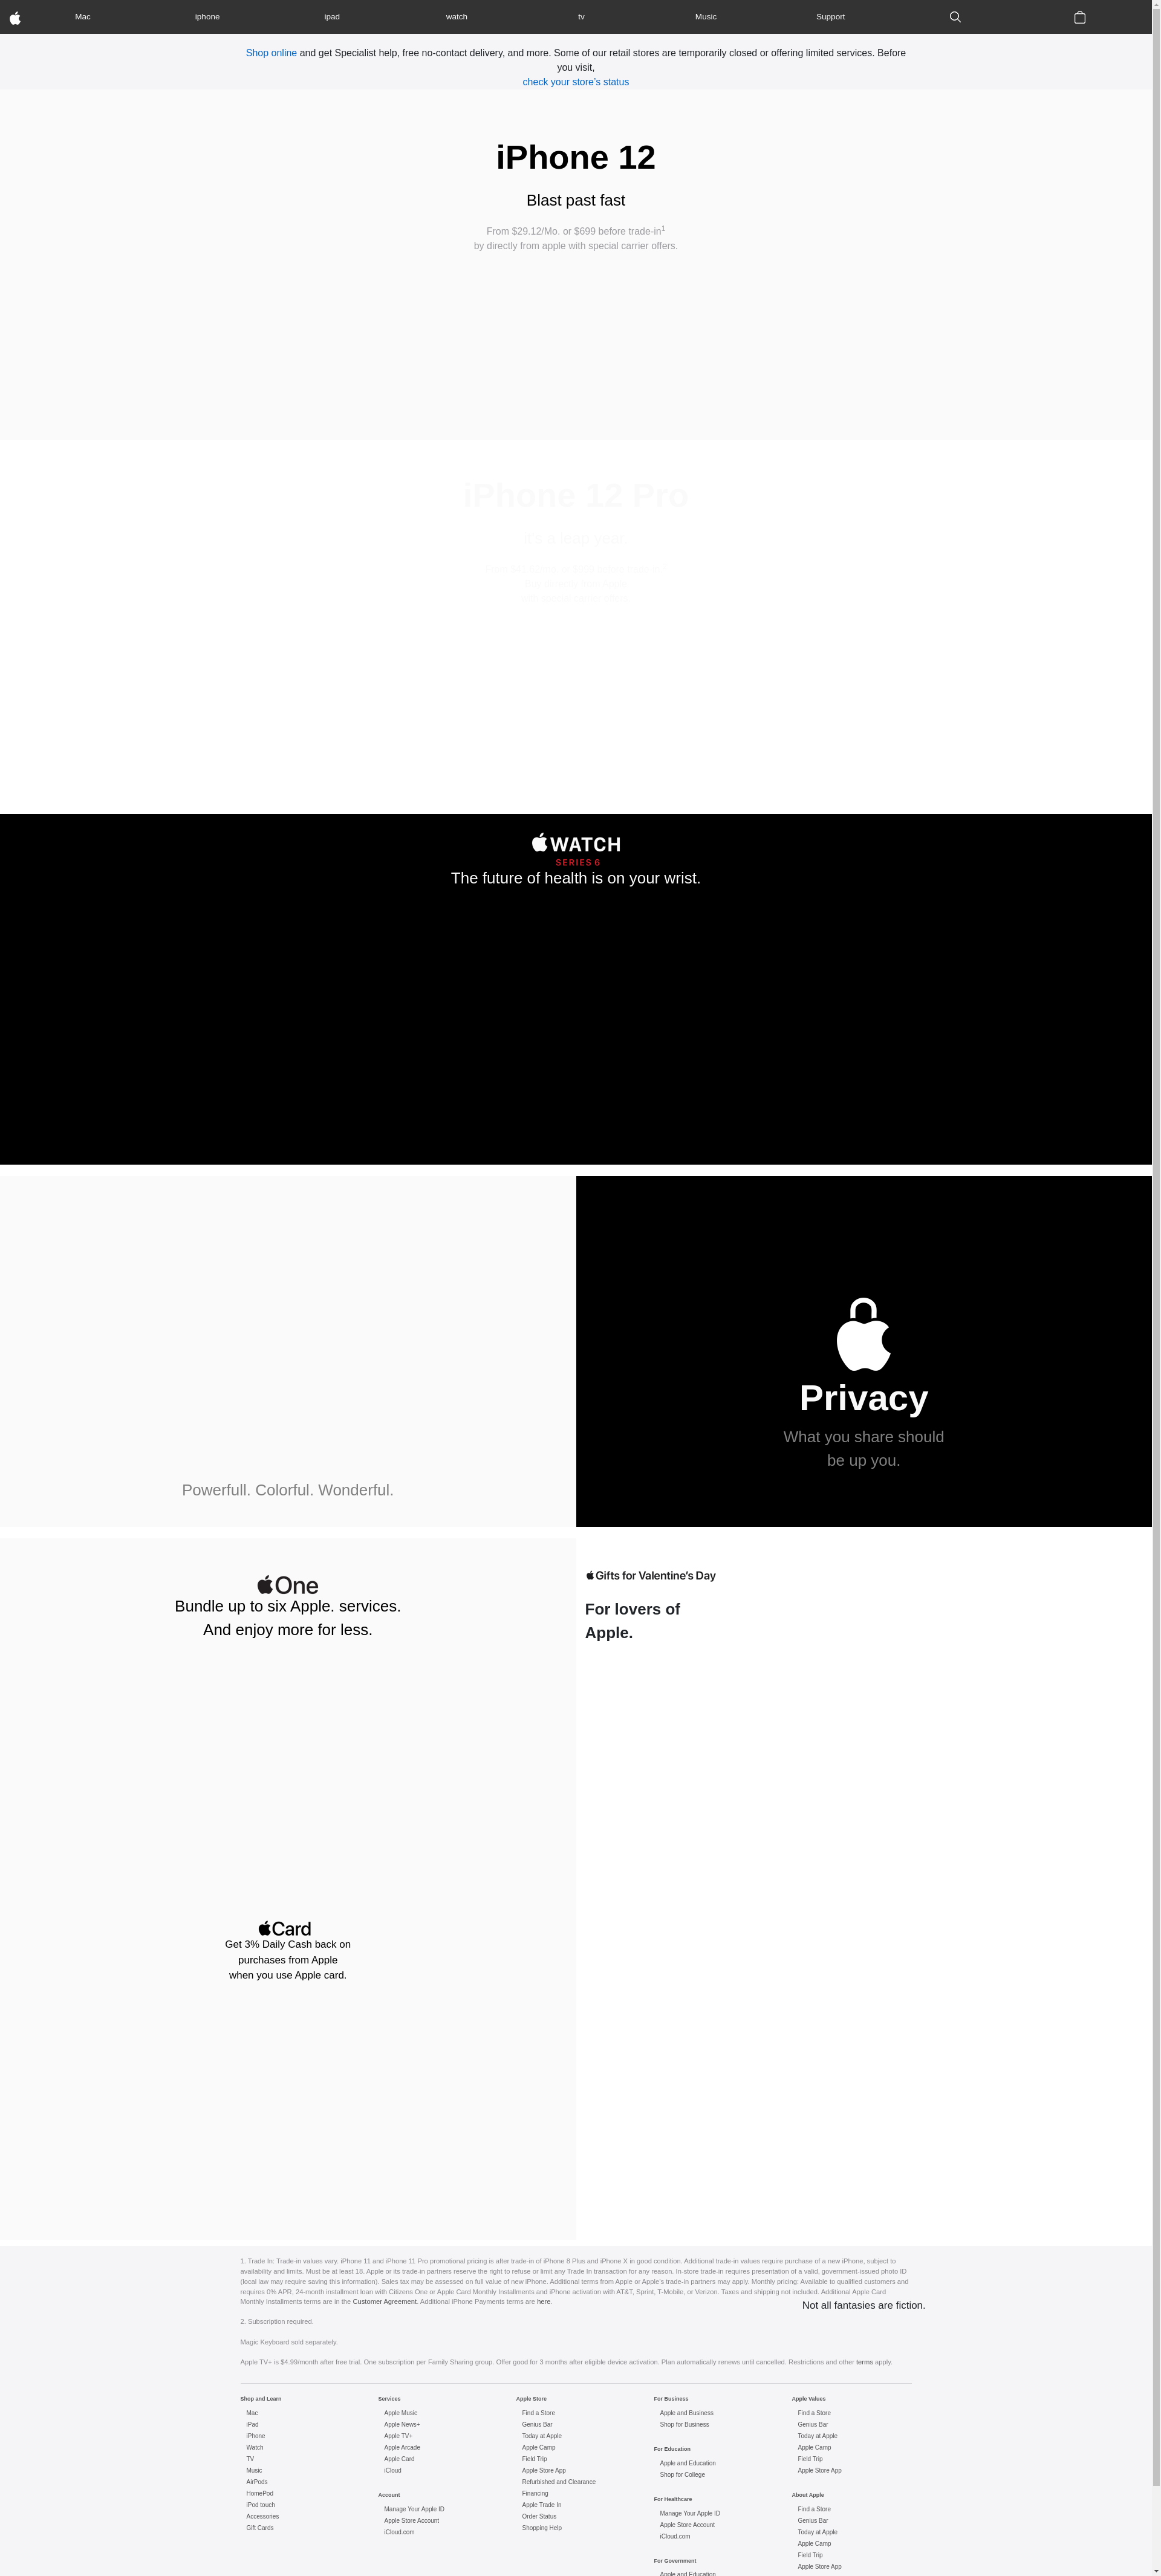 Mac iphone ipad watch tv Music Support
Shop online and get Specialist help, free no-contact delivery, and more. Some of our retail stores are temporarily closed or offering limited services. Before
you visit,
check your store's status
iPhone 12
Blast past fast
From $29.12/Mo. or $699 before trade-in1
by directly from apple with special carrier offers.
iPhone 12 Pro
WATCH
SERIES 6
The future of health is on your wrist.
Powerfull. Colorful. Wonderful.
Privacy
What you share should
be up you.
One
Bundle up to six Apple. services.
And enjoy more for less.
Gifts for Valentine's Day
For lovers of
Apple.
Card
Get 3% Daily Cash back on
purchases from Apple
when you use Apple card.
1. Trade In: Trade-in values vary. iPhone 11 and iPhone 11 Pro promotional pricing is after trade-in of iPhone 8 Plus and iPhone X in good condition. Additional trade-in values require purchase of a new iPhone, subject to
availability and limits. Must be at least 18. Apple or its trade-in partners reserve the right to refuse or limit any Trade In transaction for any reason. In-store trade-in requires presentation of a valid, government-issued photo ID
(local law may require saving this information). Sales tax may be assessed on full value of new iPhone. Additional terms from Apple or Apple's trade-in partners may apply. Monthly pricing: Available to qualified customers and
requires 0% APR, 24-month installment loan with Citizens One or Apple Card Monthly Installments and iPhone activation with AT&T, Sprint, T-Mobile, or Verizon. Taxes and shipping not included. Additional Apple Card
Monthly Installments terms are in the Customer Agreement. Additional iPhone Payments terms are here.
Not all fantasies are fiction.
2. Subscription required.
Magic Keyboard sold separately.
Apple TV+ is $4.99/month after free trial. One subscription per Family Sharing group. Offer good for 3 months after eligible device activation. Plan automatically renews until cancelled. Restrictions and other terms apply.
Shop and Learn
Mac
iPad
iPhone
Watch
TV
Music
AirPods
HomePod
iPod touch
Accessories
Gift Cards
Services
Apple Music
Apple News+
Apple TV+
Apple Arcade
Apple Card
iCloud
Account
Manage Your Apple ID
Apple Store Account
iCloud.com
Apple Store
Find a Store
Genius Bar
Today at Apple
Apple Camp
Field Trip
Apple Store App
Refurbished and Clearance
Financing
Apple Trade In
Order Status
Shopping Help
For Business
Apple and Business
Shop for Business
For Education
Apple and Education
Shop for College
For Healthcare
Manage Your Apple ID
Apple Store Account
iCloud.com
For Government
Apple and Education
Apple Values
Find a Store
Genius Bar
Today at Apple
Apple Camp
Field Trip
Apple Store App
About Apple
Find a Store
Genius Bar
Today at Apple
Apple Camp
Field Trip
Apple Store App